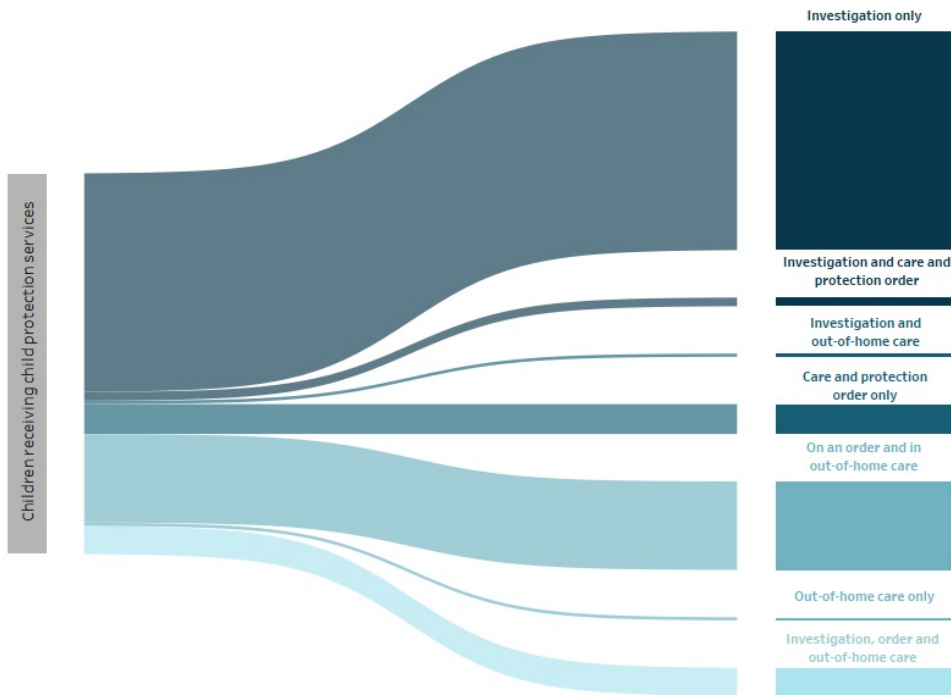 Investigation only
Children receiving child protection services
Investigation and care and
protection order
Investigation and
out-of-home care
Care and protection
order only
On an order and in
out-of-home care
Out-of-home care only
Investigation, order and
out-of-home care